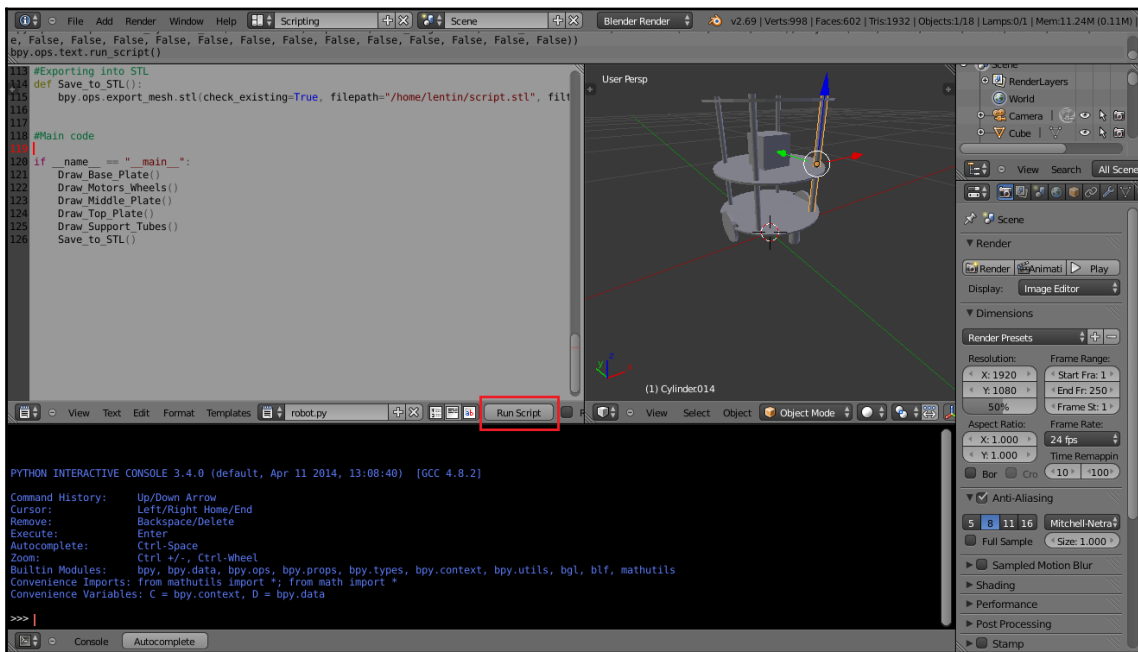 File Add Render Window Help Scripting Scene Blender Render v2.69 | Verts:998 | Faces:602 | Tris:1932 | Objects:1/18 | Lamps:0/1 | Mem:11.24M (0.11M) |
e, False, False, False, False, False, False, False, False, False, False, False, False))
bpy.ops.text.run_script()
113 #Exporting into STL
114 def Save_to_STL():
115 bpy.ops.export_mesh.stl(check_existing=True, filepath="/home/lentin/script.stl", filt
116
117
118 #Main code
119
120 if __name__ == "__main__":
121 Draw_Base_Plate()
122 Draw_Motors_Wheels()
123 Draw_Middle_Plate()
124 Draw_Top_Plate()
125 Draw_Support_Tubes()
126 Save_to_STL()
View Text Edit Format Templates robot.py Run Script
User Persp
z
y
x
(1) Cylinder.014
View Select Object Object Mode
PYTHON INTERACTIVE CONSOLE 3.4.0 (default, Apr 11 2014, 13:08:40) [GCC 4.8.2]
Command History: Up/Down Arrow
Cursor: Left/Right Home/End
Remove: Backspace/Delete
Execute: Enter
Autocomplete: Ctrl-Space
Zoom: Ctrl +/-, Ctrl-Wheel
Builtin Modules: bpy, bpy.data, bpy.ops, bpy.props, bpy.types, bpy.context, bpy.utils, bgl, blf, mathutils
Convenience Imports: from mathutils import *; from math import *
Convenience Variables: C = bpy.context, D = bpy.data
>>>
Console Autocomplete
Scene
RenderLayers
World
Camera
Cube
View Search All Scene
Scene
Render
Render Animati Play
Display: Image Editor
Dimensions
Render Presets
Resolution: Frame Range:
X: 1920 Start Fra: 1
Y: 1080 End Fr: 250
50% Frame St: 1
Aspect Ratio: Frame Rate:
X: 1.000 24 fps
Y: 1.000 Time Remappin
Bor Cro 10 100
Anti-Aliasing
5 8 11 16 Mitchell-Netra
Full Sample Size: 1.000
Sampled Motion Blur
Shading
Performance
Post Processing
Stamp